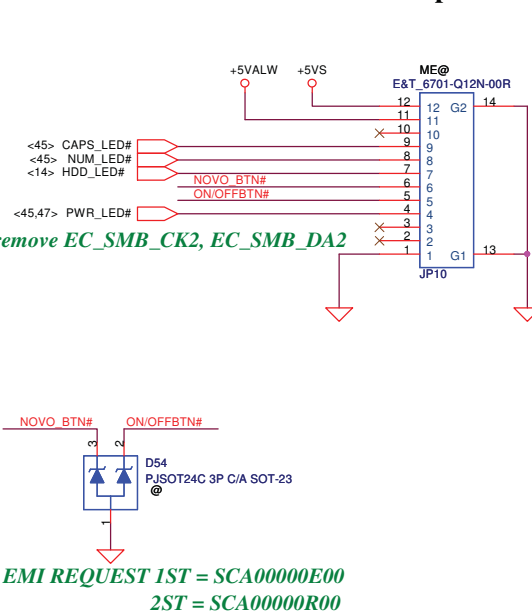 +5VALW +5VS ME@
E&T_6701-Q12N-00R
12 12 G2 14
11 11
10 10
<45> CAPS_LED# 9 9
<45> NUM_LED# 8 8
<14> HDD_LED# 7 7
NOVO_BTN# 6 6
ON/OFFBTN# 5 5
<45,47> PWR_LED# 4 4
3 3
remove EC_SMB_CK2, EC_SMB_DA2 2 2
1 1 G1 13
JP10
NOVO_BTN# ON/OFFBTN#
3 2
D54
PJSOT24C 3P C/A SOT-23
@
1
EMI REQUEST 1ST = SCA00000E00
2ST = SCA00000R00